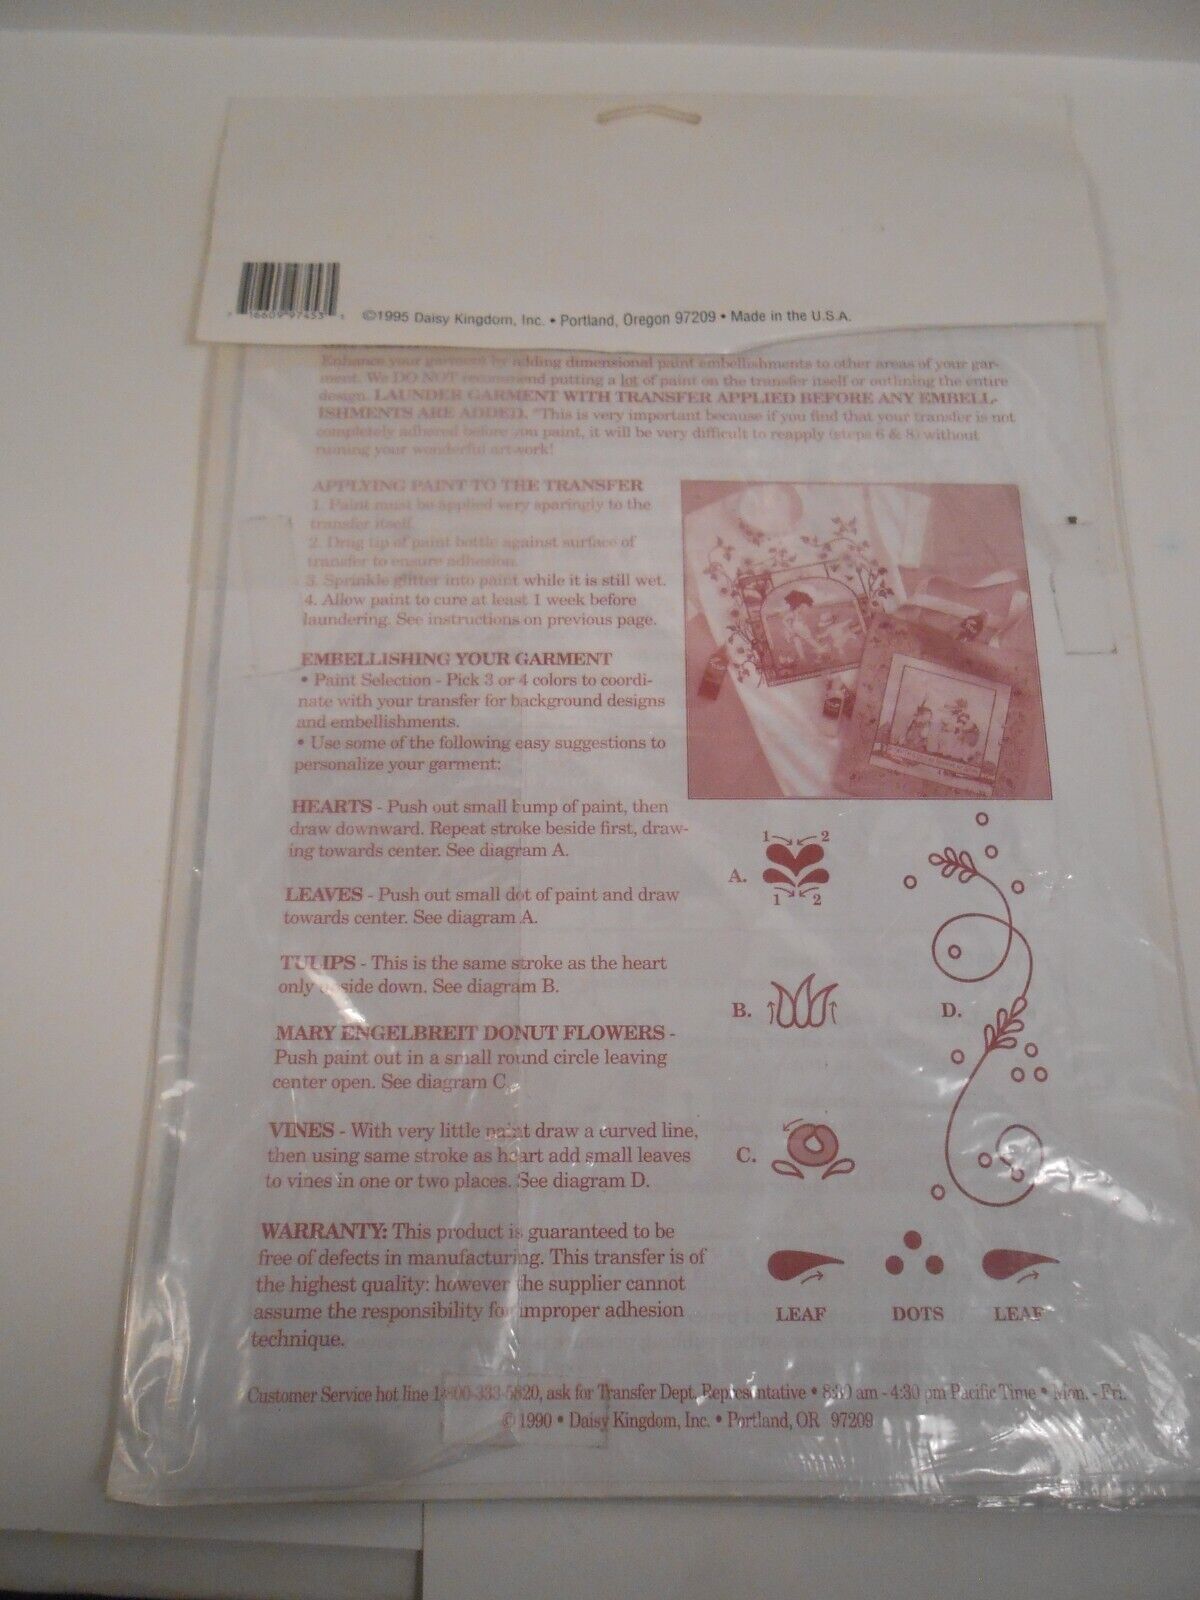 7 16609 97453 1
©1995 Daisy Kingdom, Inc. • Portland, Oregon 97209 • Made in the U.S.A.
Enhance your garment by adding dimensional paint embellishments to other areas of your gar-
ment. We DO NOT recommend putting a lot of paint on the transfer itself or outlining the entire
design. LAUNDER GARMENT WITH TRANSFER APPLIED BEFORE ANY EMBELL-
ISHMENTS ARE ADDED. *This is very important because if you find that your transfer is not
completely adhered before you paint, it will be very difficult to reapply (steps 6 & 8) without
ruining your wonderful art-work!
APPLYING PAINT TO THE TRANSFER
1. Paint must be applied very sparingly to the
transfer itself.
2. Drag tip of paint bottle against surface of
transfer to ensure adhesion.
3. Sprinkle glitter into paint while it is still wet.
4. Allow paint to cure at least 1 week before
laundering. See instructions on previous page.
EMBELLISHING YOUR GARMENT
• Paint Selection - Pick 3 or 4 colors to coordi-
nate with your transfer for background designs
and embellishments.
• Use some of the following easy suggestions to
personalize your garment:
HEARTS - Push out small bump of paint, then
draw downward. Repeat stroke beside first, draw-
ing towards center. See diagram A.
LEAVES - Push out small dot of paint and draw
towards center. See diagram A.
TULIPS - This is the same stroke as the heart
only upside down. See diagram B.
MARY ENGELBREIT DONUT FLOWERS -
Push paint out in a small round circle leaving
center open. See diagram C.
VINES - With very little paint draw a curved line,
then using same stroke as heart add small leaves
to vines in one or two places. See diagram D.
WARRANTY: This product is guaranteed to be
free of defects in manufacturing. This transfer is of
the highest quality: however the supplier cannot
assume the responsibility for improper adhesion
technique.
1 2
A.
1 2
B.
D.
C.
LEAF DOTS LEAF
Customer Service hot line 1-800-333-5820, ask for Transfer Dept. Representative • 8:00 am - 4:30 pm Pacific Time • Mon. - Fri.
© 1990 • Daisy Kingdom, Inc. • Portland, OR 97209